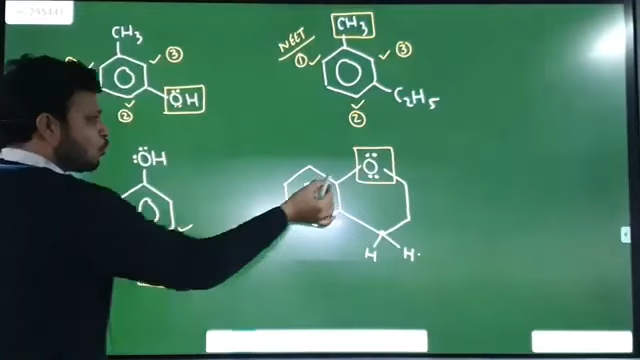 CH3
③
ÖH
②
:ÖH
NEET
CH3
①
③
C2H5
②
:Ö:
H
H.